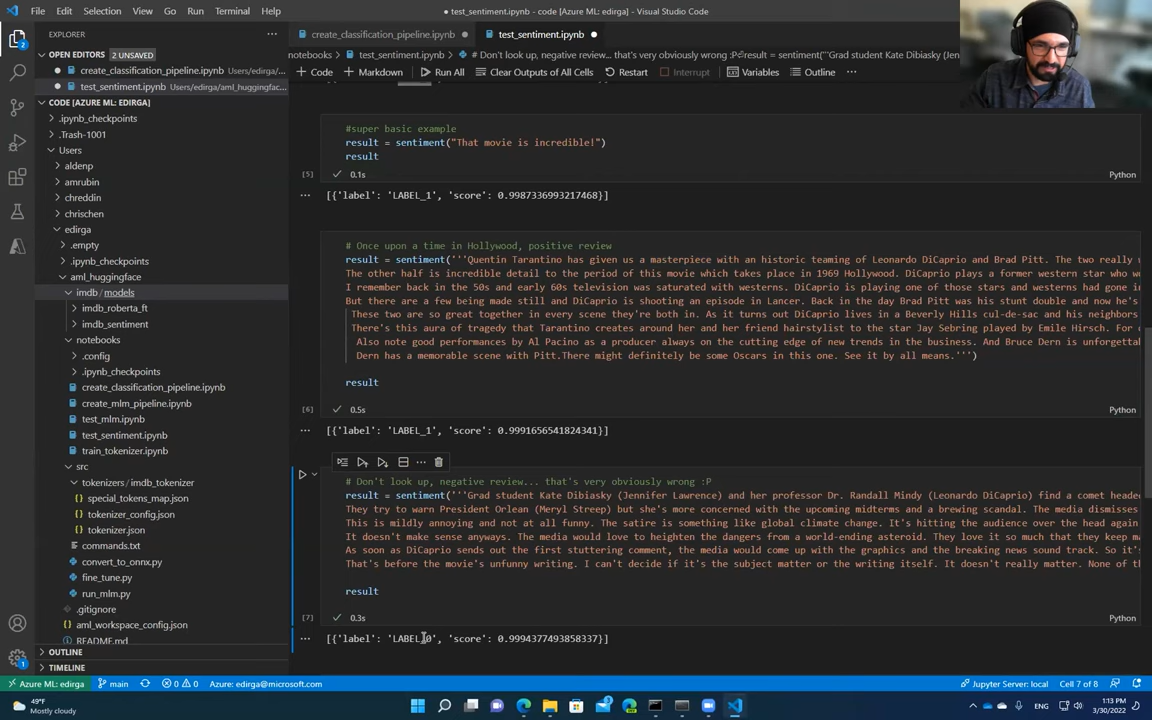 File Edit Selection View Go Run Terminal Help
● test_sentiment.ipynb - code [Azure ML: edirga] - Visual Studio Code
EXPLORER
OPEN EDITORS 2 UNSAVED
● create_classification_pipeline.ipynb Users/edirga/...
● test_sentiment.ipynb Users/edirga/aml_huggingfac...
CODE [AZURE ML: EDIRGA]
.ipynb_checkpoints
.Trash-1001
Users
aldenp
amrubin
chreddin
chrischen
edirga
.empty
.ipynb_checkpoints
aml_huggingface
imdb / models
imdb_roberta_ft
imdb_sentiment
notebooks
.config
.ipynb_checkpoints
create_classification_pipeline.ipynb
create_mlm_pipeline.ipynb
test_mlm.ipynb
test_sentiment.ipynb
train_tokenizer.ipynb
src
tokenizers / imdb_tokenizer
special_tokens_map.json
tokenizer_config.json
tokenizer.json
commands.txt
convert_to_onnx.py
fine_tune.py
run_mlm.py
.gitignore
aml_workspace_config.json
README.md
OUTLINE
TIMELINE
create_classification_pipeline.ipynb ● test_sentiment.ipynb ●
notebooks > test_sentiment.ipynb > # Don't look up, negative review... that's very obviously wrong :P result = sentiment('''Grad student Kate Dibiasky (Jennifer Len
+ Code + Markdown Run All Clear Outputs of All Cells Restart Interrupt Variables Outline ...
#super basic example
result = sentiment("That movie is incredible!")
result
[5] 0.1s Python
[{'label': 'LABEL_1', 'score': 0.9987336993217468}]
# Once upon a time in Hollywood, positive review
result = sentiment('''Quentin Tarantino has given us a masterpiece with an historic teaming of Leonardo DiCaprio and Brad Pitt. The two really w
The other half is incredible detail to the period of this movie which takes place in 1969 Hollywood. DiCaprio plays a former western star who wa
I remember back in the 50s and early 60s television was saturated with westerns. DiCaprio is playing one of those stars and westerns had gone in
But there are a few being made still and DiCaprio is shooting an episode in Lancer. Back in the day Brad Pitt was his stunt double and now he's
These two are so great together in every scene they're both in. As it turns out DiCaprio lives in a Beverly Hills cul-de-sac and his neighbors
There's this aura of tragedy that Tarantino creates around her and her friend hairstylist to the star Jay Sebring played by Emile Hirsch. For
Also note good performances by Al Pacino as a producer always on the cutting edge of new trends in the business. And Bruce Dern is unforgetta
Dern has a memorable scene with Pitt.There might definitely be some Oscars in this one. See it by all means.''')
result
[6] 0.5s Python
[{'label': 'LABEL_1', 'score': 0.9991656541824341}]
# Don't look up, negative review... that's very obviously wrong :P
result = sentiment('''Grad student Kate Dibiasky (Jennifer Lawrence) and her professor Dr. Randall Mindy (Leonardo DiCaprio) find a comet heade
They try to warn President Orlean (Meryl Streep) but she's more concerned with the upcoming midterms and a brewing scandal. The media dismisses
This is mildly annoying and not at all funny. The satire is something like global climate change. It's hitting the audience over the head again
It doesn't make sense anyways. The media would love to heighten the dangers from a world-ending asteroid. They love it so much that they keep ma
As soon as DiCaprio sends out the first stuttering comment, the media would come up with the graphics and the breaking news sound track. So it's
That's before the movie's unfunny writing. I can't decide if it's the subject matter or the writing itself. It doesn't really matter. None of th
result
[7] 0.3s Python
[{'label': 'LABEL_0', 'score': 0.9994377493858337}]
Azure ML: edirga main 0 0 Azure: edirga@microsoft.com Jupyter Server: local Cell 7 of 8
49°F
Mostly cloudy
ENG
1:13 PM
3/30/2022